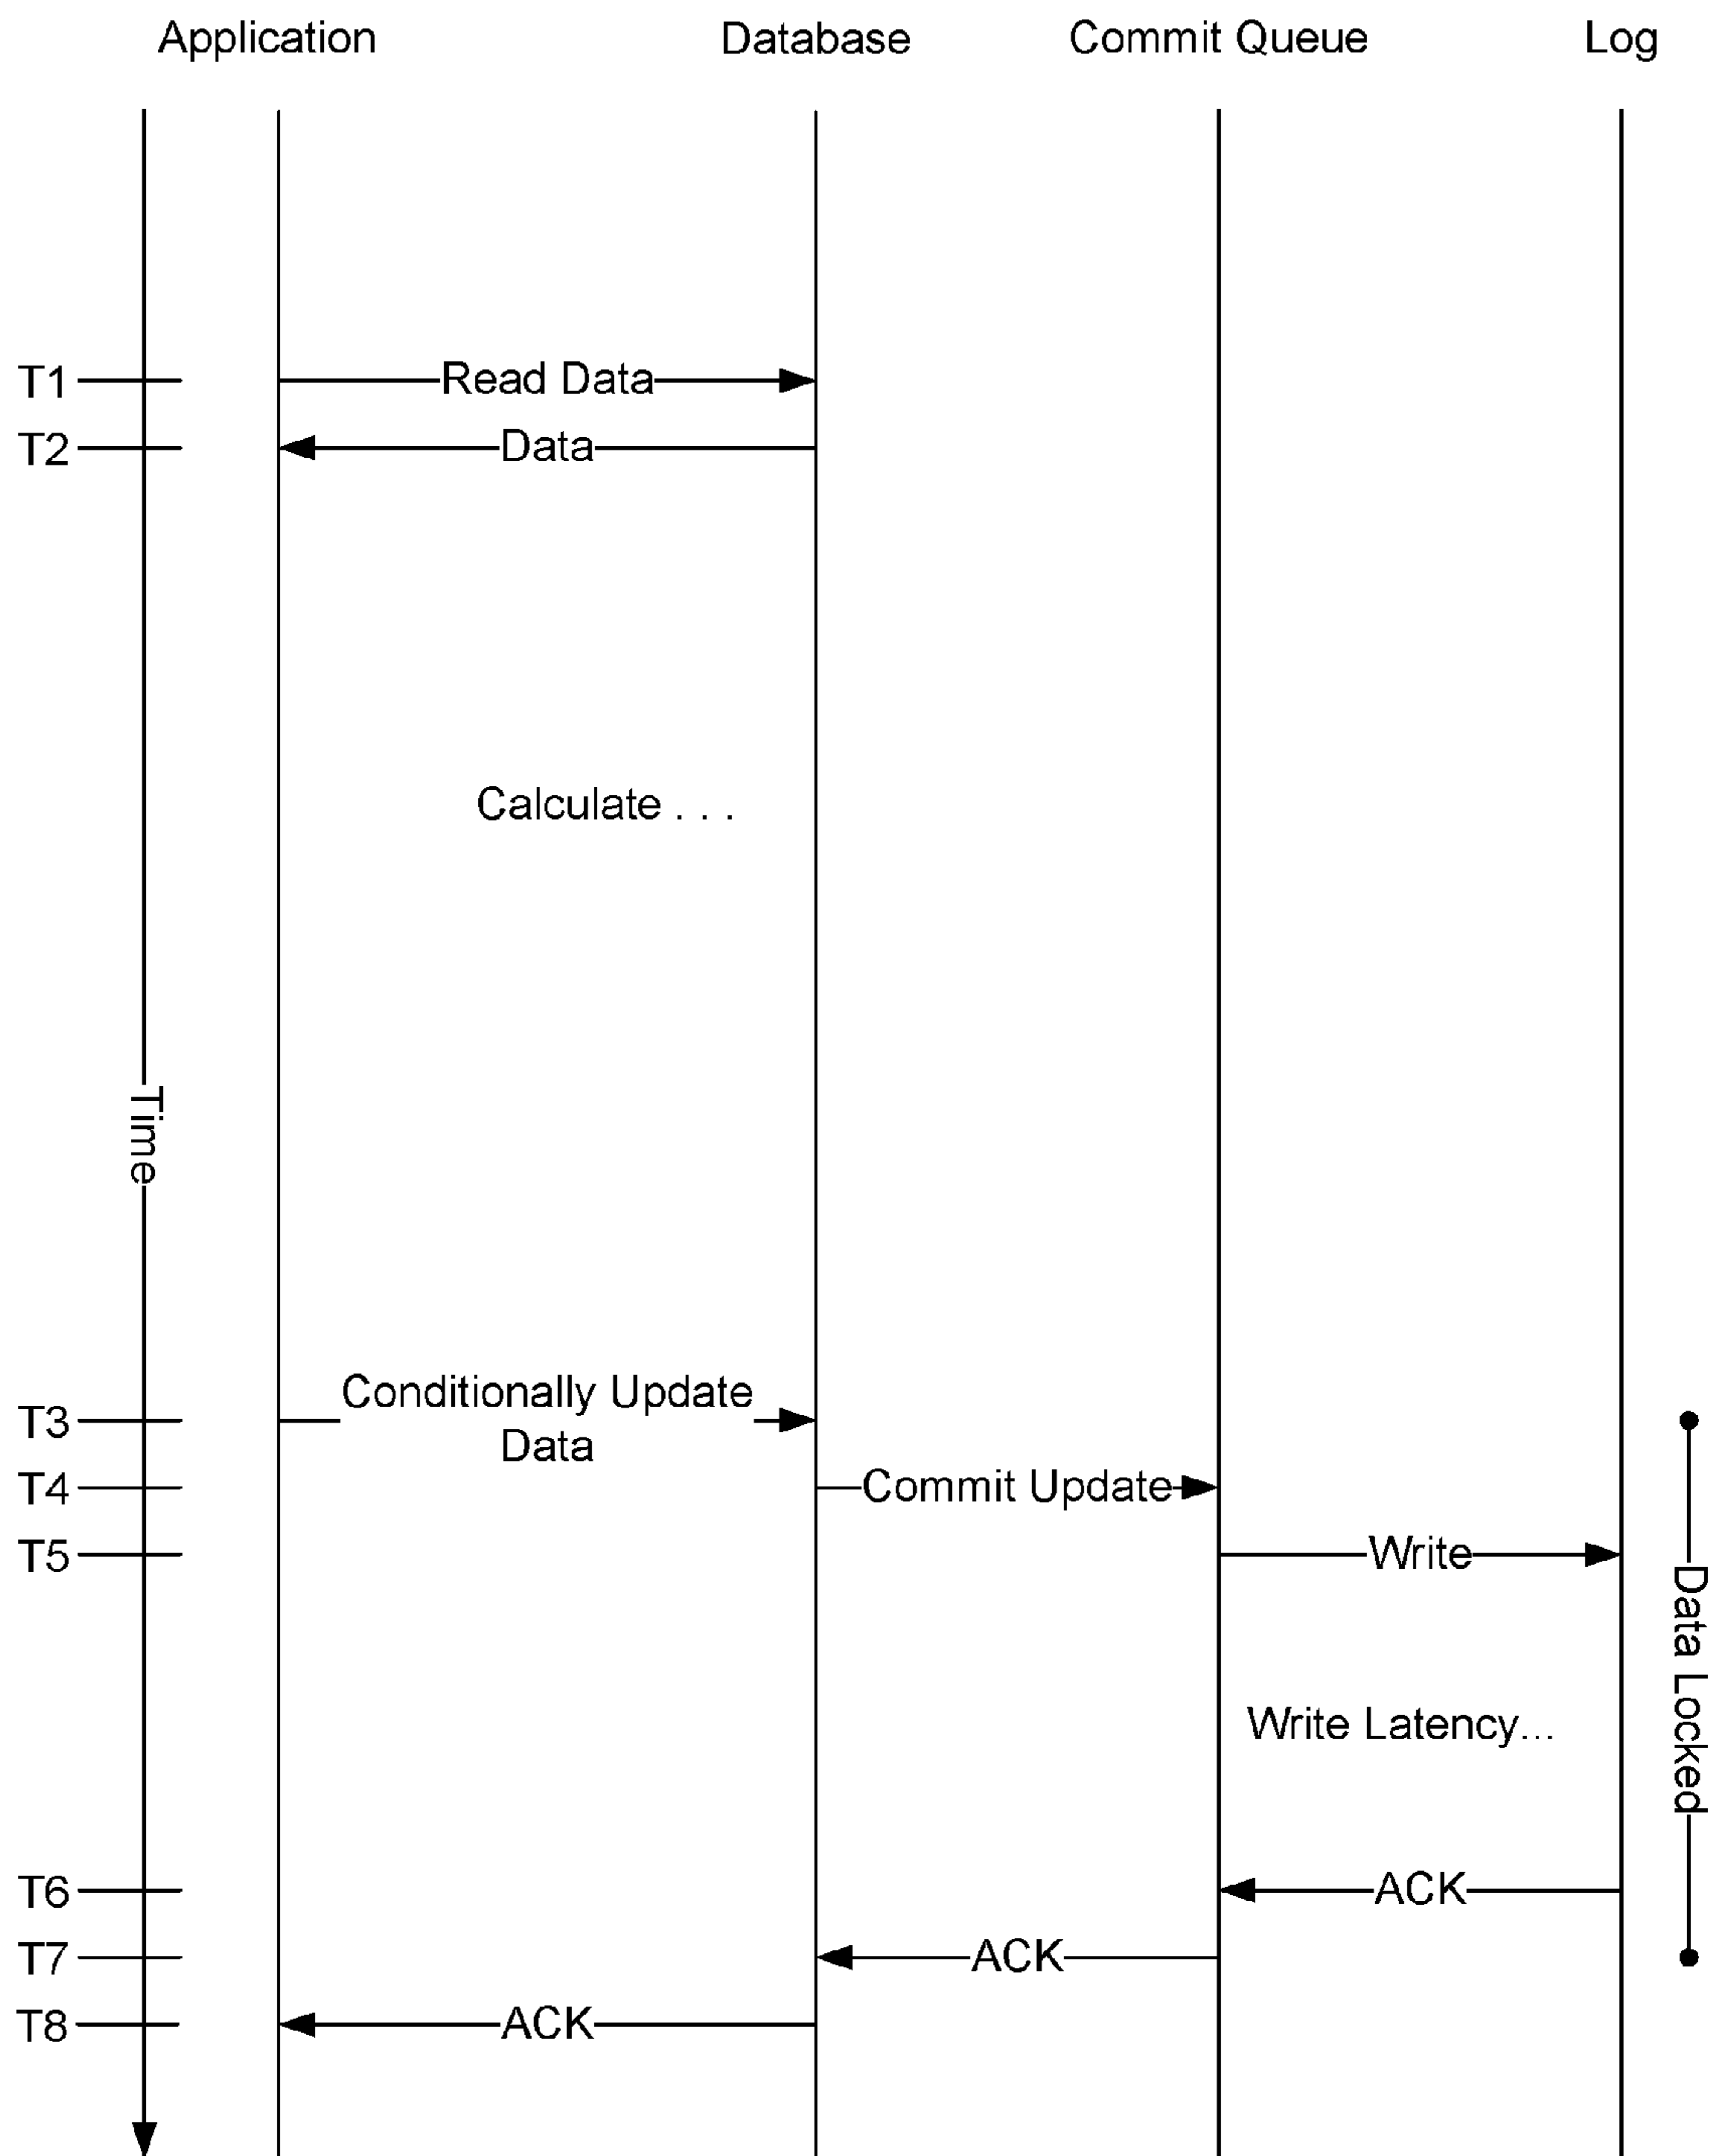 Application
Database
Commit Queue
Log
T1
Read Data
T2
Data
Calculate . . .
Time
T3
Conditionally Update
Data
T4
Commit Update
T5
Write
Write Latency...
Data Locked
T6
ACK
T7
ACK
T8
ACK